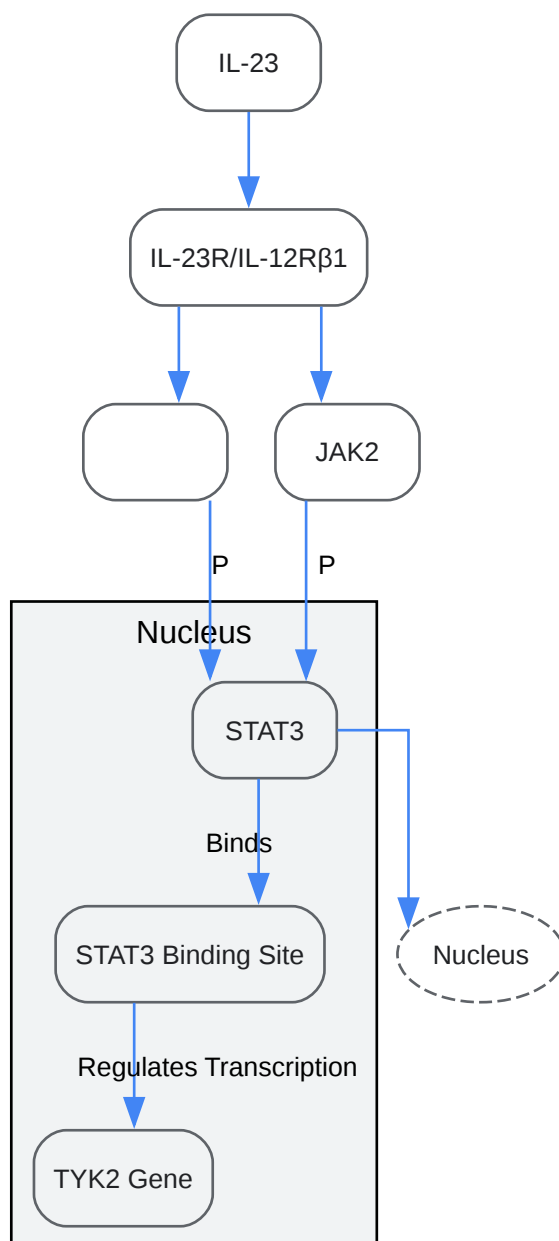 IL-23
IL-23R/IL-12Rβ1
JAK2
P
P
Nucleus
STAT3
Binds
STAT3 Binding Site
Nucleus
Regulates Transcription
TYK2 Gene